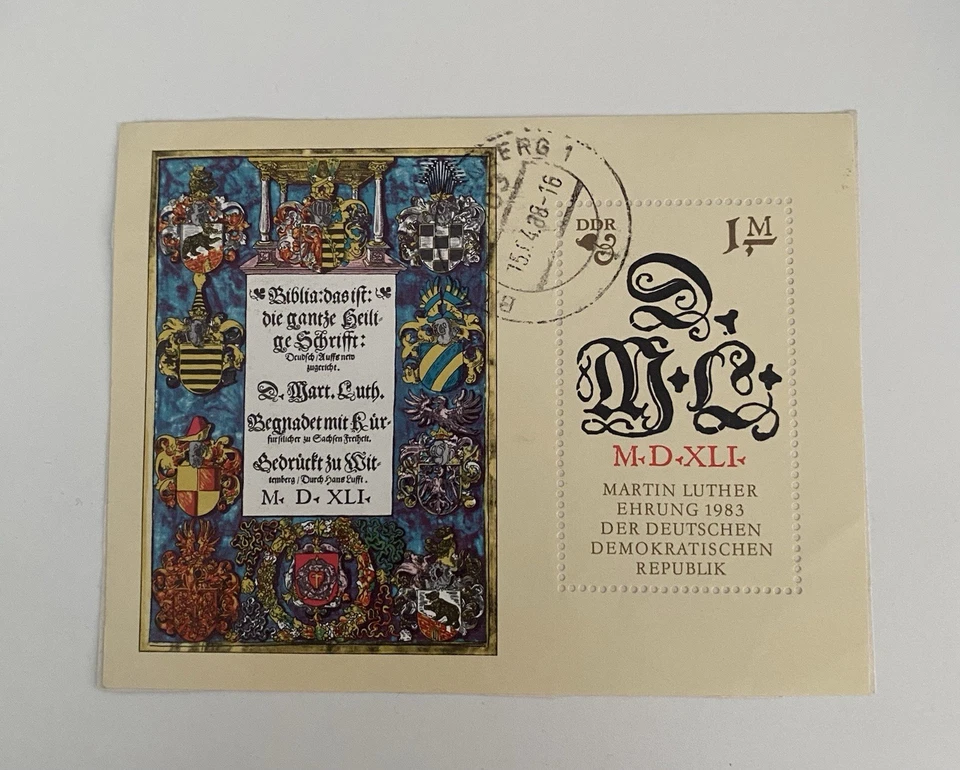 Biblia: das ist:
die gantze Heili-
ge Schrifft:
Deudsch / Auffs new
zugericht.
D. Mart. Luth.
Begnadet mit Kür-
fürstlicher zu Sachsen Freiheit.
Gedrückt zu Wit-
temberg / Durch Hans Lufft.
M. D. XLI.
ERG 1
15. 4.88-16
DDR
1 M
D.
M. L.
M·D·XLI·
MARTIN LUTHER
EHRUNG 1983
DER DEUTSCHEN
DEMOKRATISCHEN
REPUBLIK